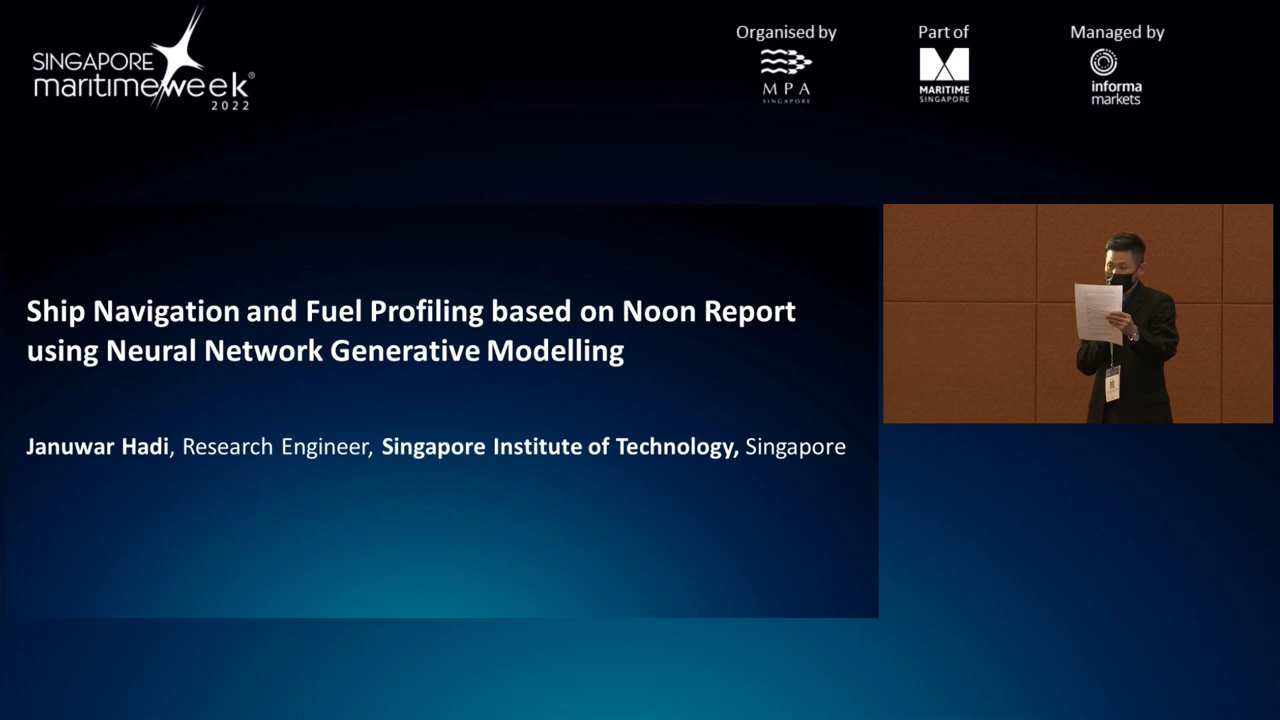 SINGAPORE
maritimeweek®
2022
Organised by
MPA
SINGAPORE
Part of
MARITIME
SINGAPORE
Managed by
informa
markets
Ship Navigation and Fuel Profiling based on Noon Report
using Neural Network Generative Modelling
Januwar Hadi, Research Engineer, Singapore Institute of Technology, Singapore